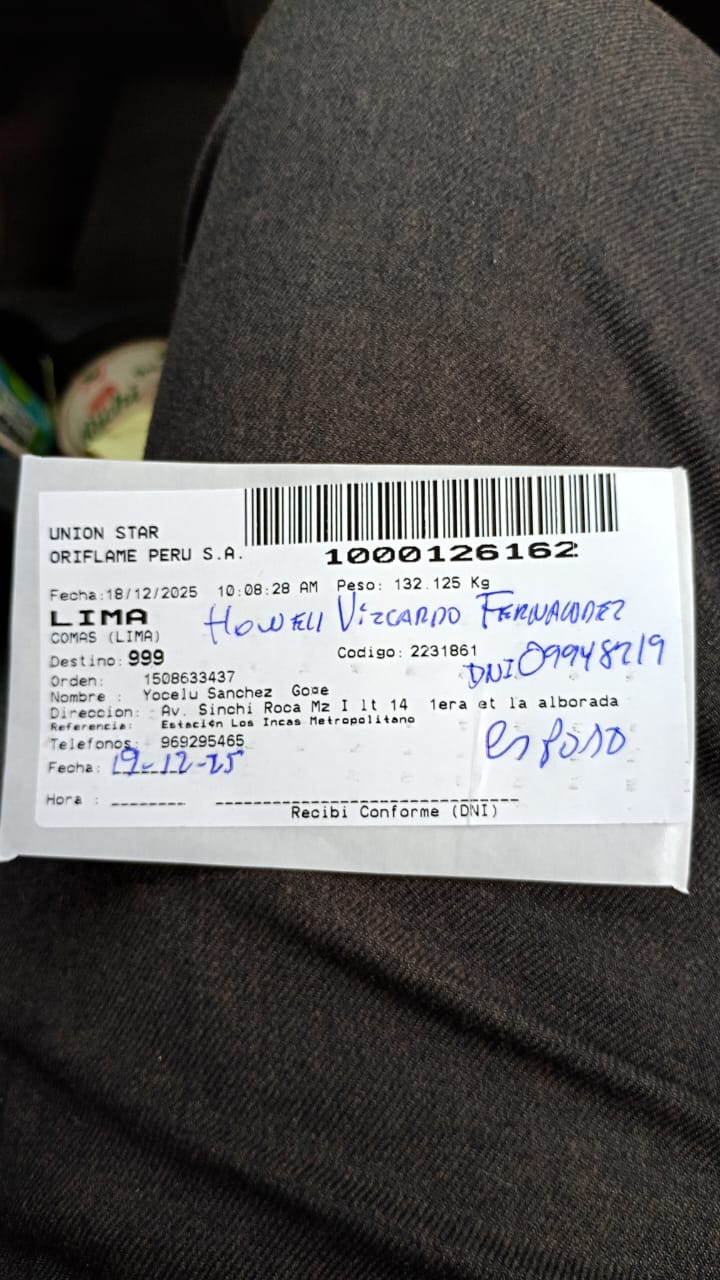 UNION STAR
ORIFLAME PERU S.A.
1000126162
Fecha:18/12/2025 10:08:28 AM Peso: 132.125 Kg
LIMA
HOWELL VIZCARDO FERNANDEZ
COMAS (LIMA)
Destino: 999
Codigo: 2231861
DNI 09948219
Orden: 1508633437
Nombre : Yocelu Sanchez Gose
Direccion: Av. Sinchi Roca Mz I lt 14 1era et la alborada
Referencia: Estación Los Incas Metropolitano
Telefonos: 969295465
esposo
Fecha: 19-12-25
Hora :
Recibi Conforme (DNI)